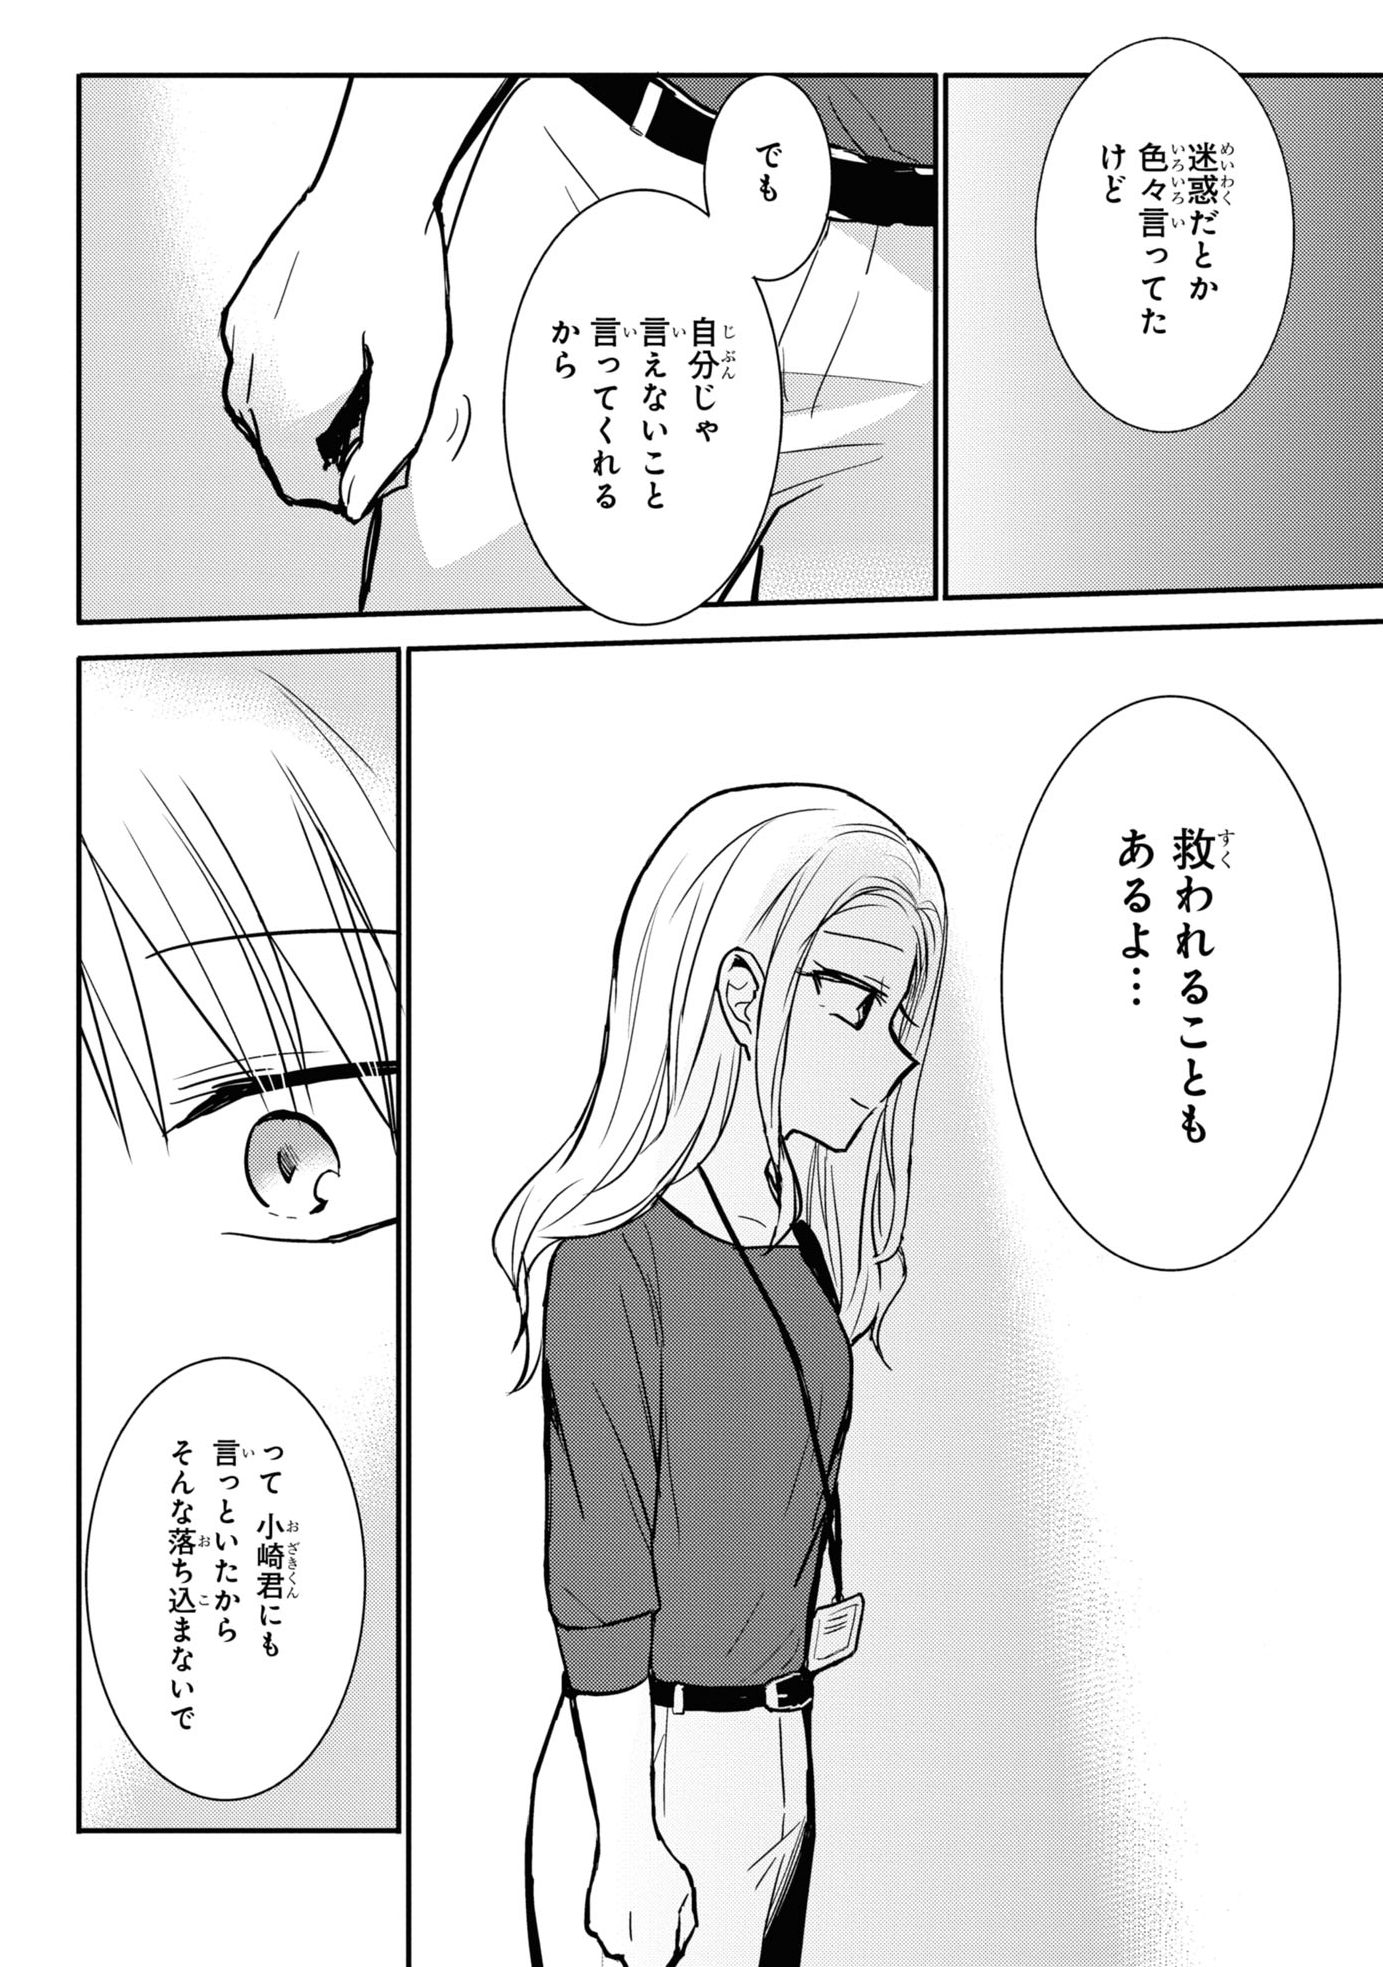 迷惑だとか
色々言ってた
けど
でも
自分じゃ
言えないこと
言ってくれる
から
救われることも
あるよ…
って 小崎君にも
言っといたから
そんな落ち込まないで